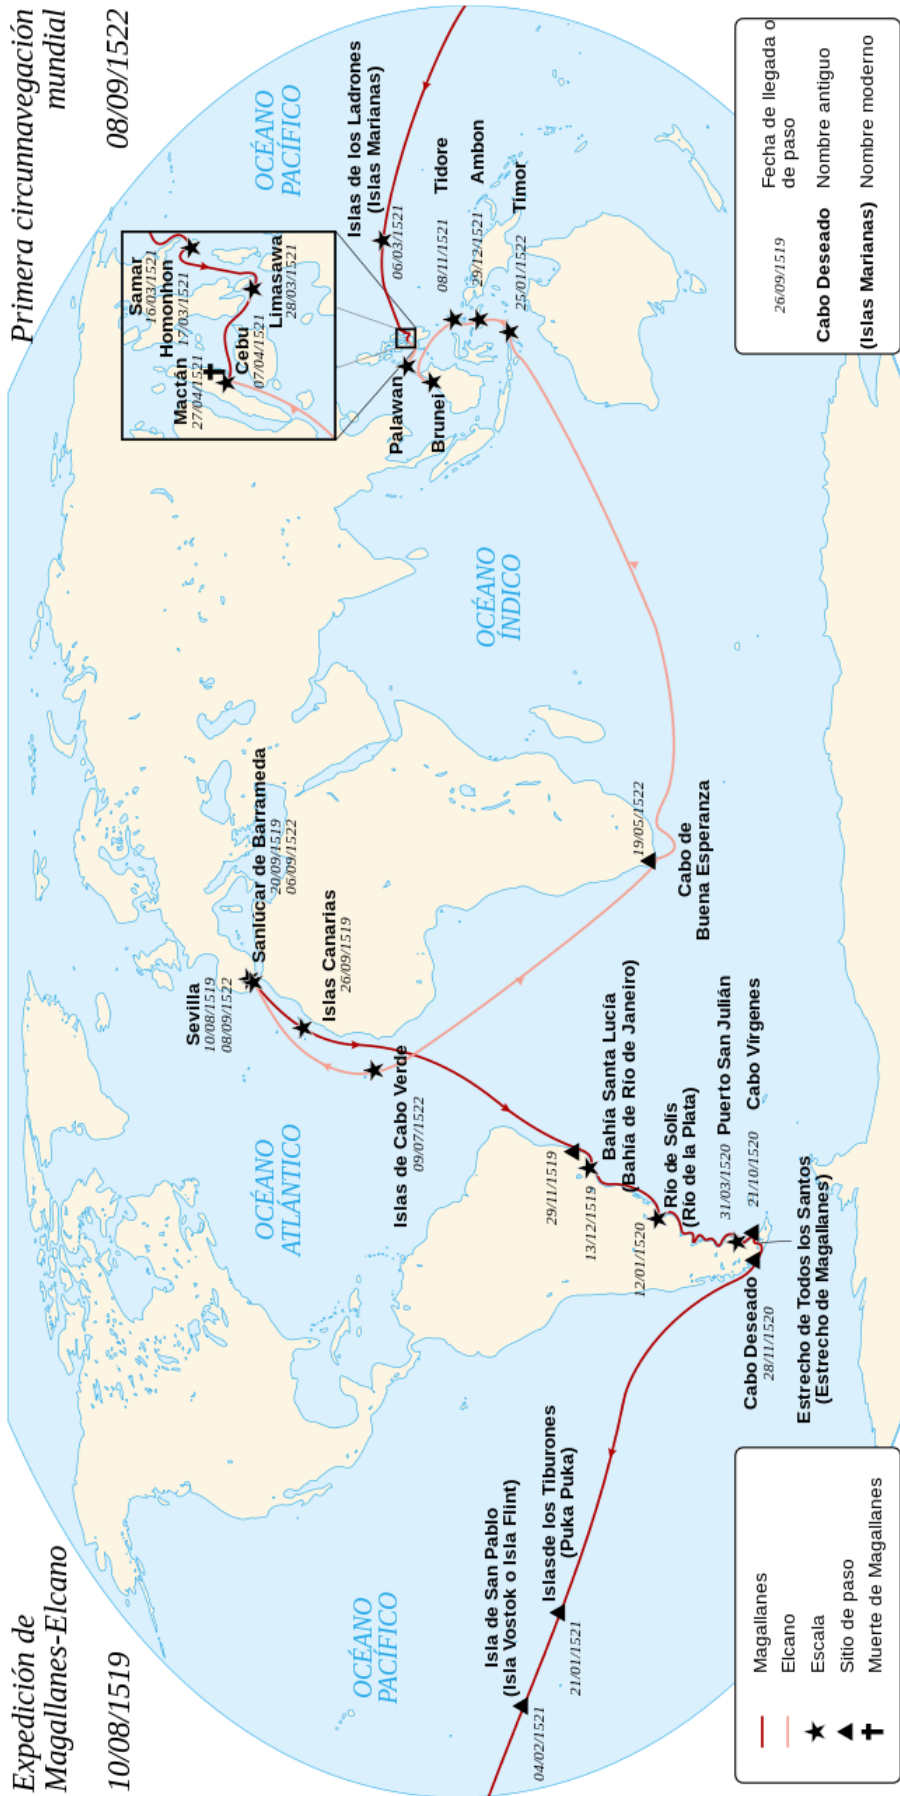 Expedición de
Magallanes-Elcano
10/08/1519
Primera circunnavegación
mundial
08/09/1522
OCÉANO
PACÍFICO
Isla de San Pablo
(Isla Vostok o Isla Flint)
04/02/1521
Islasde los Tiburones
(Puka Puka)
21/01/1521
OCÉANO
ATLÁNTICO
Sevilla
10/08/1519
08/09/1522
Sanlúcar de Barrameda
20/09/1519
06/09/1522
Islas Canarias
26/09/1519
Islas de Cabo Verde
09/07/1522
29/11/1519
Bahía Santa Lucía
(Bahía de Río de Janeiro)
13/12/1519
Río de Solís
(Río de la Plata)
12/01/1520
Puerto San Julián
31/03/1520
Cabo Vírgenes
21/10/1520
Cabo Deseado
28/11/1520
Estrecho de Todos los Santos
(Estrecho de Magallanes)
19/05/1522
Cabo de
Buena Esperanza
OCÉANO
ÍNDICO
OCÉANO
PACÍFICO
Samar
16/03/1521
Homonhon
17/03/1521
Mactán
27/04/1521
Cebu
07/04/1521
Limasawa
28/03/1521
Islas de los Ladrones
(Islas Marianas)
06/03/1521
Palawan
Brunei
Tidore
08/11/1521
Ambon
29/12/1521
Timor
25/01/1522
Magallanes
Elcano
Escala
Sitio de paso
Muerte de Magallanes
26/09/1519 Fecha de llegada o
de paso
Cabo Deseado Nombre antiguo
(Islas Marianas) Nombre moderno